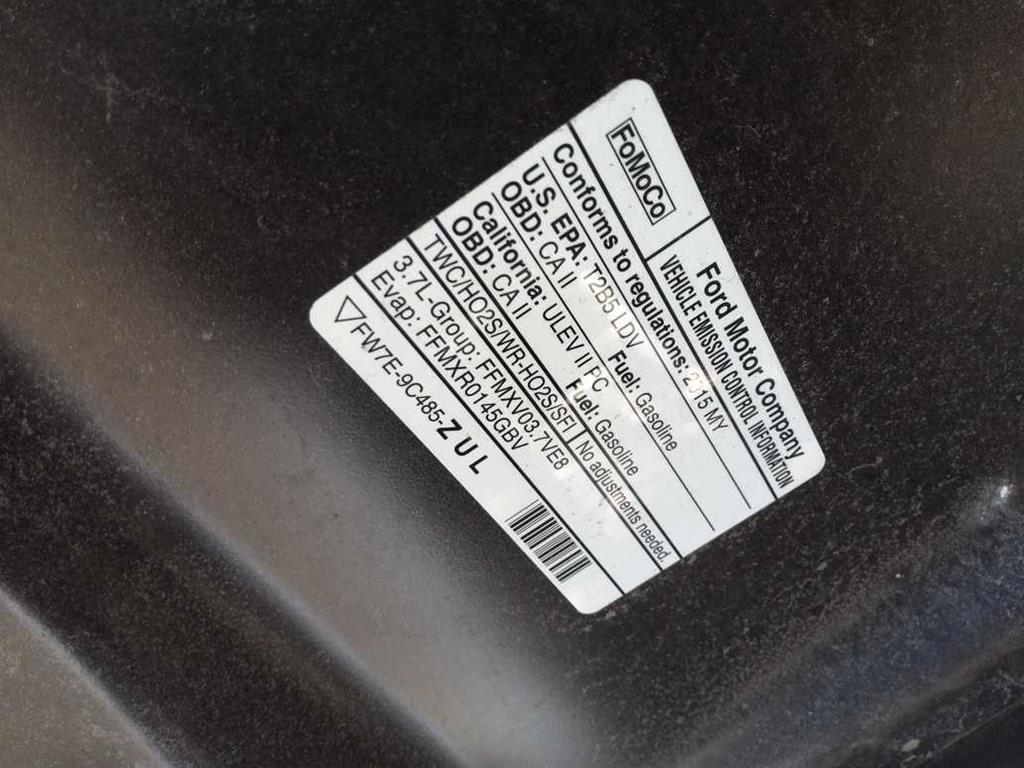 FoMoCo
Ford Motor Company
VEHICLE EMISSION CONTROL INFORMATION
Conforms to regulations: 2015 MY
U.S. EPA: T2B5 LDV Fuel: Gasoline
OBD: CA II
California: ULEV II PC Fuel: Gasoline
OBD: CA II
TWC/HO2S/WR-HO2S/SFI No adjustments needed.
3.7L-Group: FFMXV03.7VE8
Evap: FFMXR0145GBV
FW7E-9C485-ZUL